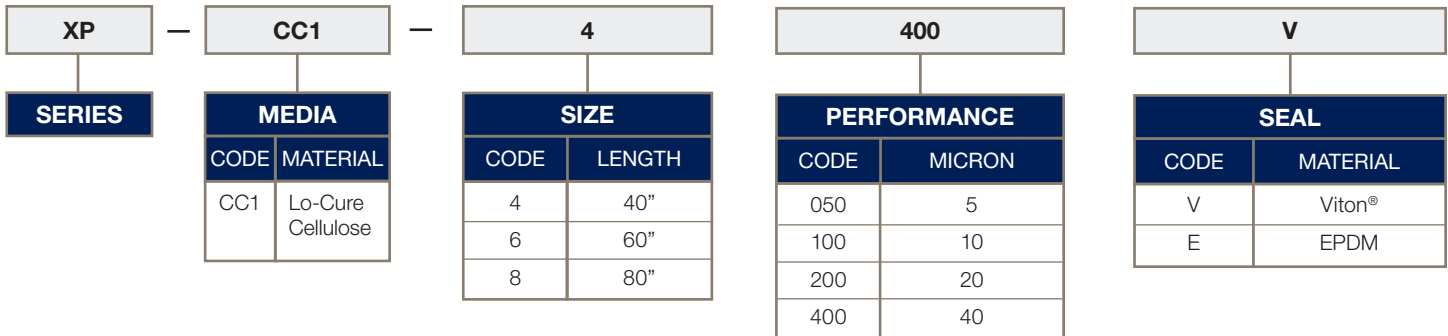 XP — CC1 — 4 400 V
SERIES
MEDIA
CODE MATERIAL
CC1 Lo-Cure
Cellulose
SIZE
CODE LENGTH
4 40”
6 60”
8 80”
PERFORMANCE
CODE MICRON
050 5
100 10
200 20
400 40
SEAL
CODE MATERIAL
V Viton®
E EPDM